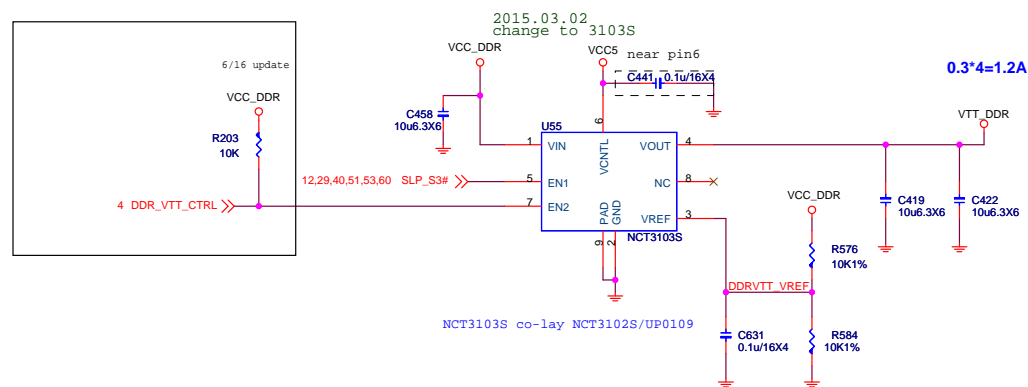 2015.03.02
change to 3103S
VCC_DDR
VCC5
near pin6
6/16 update
C441
0.1u/16X4
0.3*4=1.2A
VCC_DDR
C458
10u6.3X6
VTT_DDR
R203
10K
U55
6
1
VIN
VCNTL
VOUT
4
12,29,40,51,53,60 SLP_S3#
5
EN1
NC
8
VCC_DDR
4 DDR_VTT_CTRL
7
EN2
PAD
GND
VREF
3
C419
10u6.3X6
C422
10u6.3X6
9
2
NCT3103S
R576
10K1%
DDRVTT_VREF
NCT3103S co-lay NCT3102S/UP0109
C631
0.1u/16X4
R584
10K1%